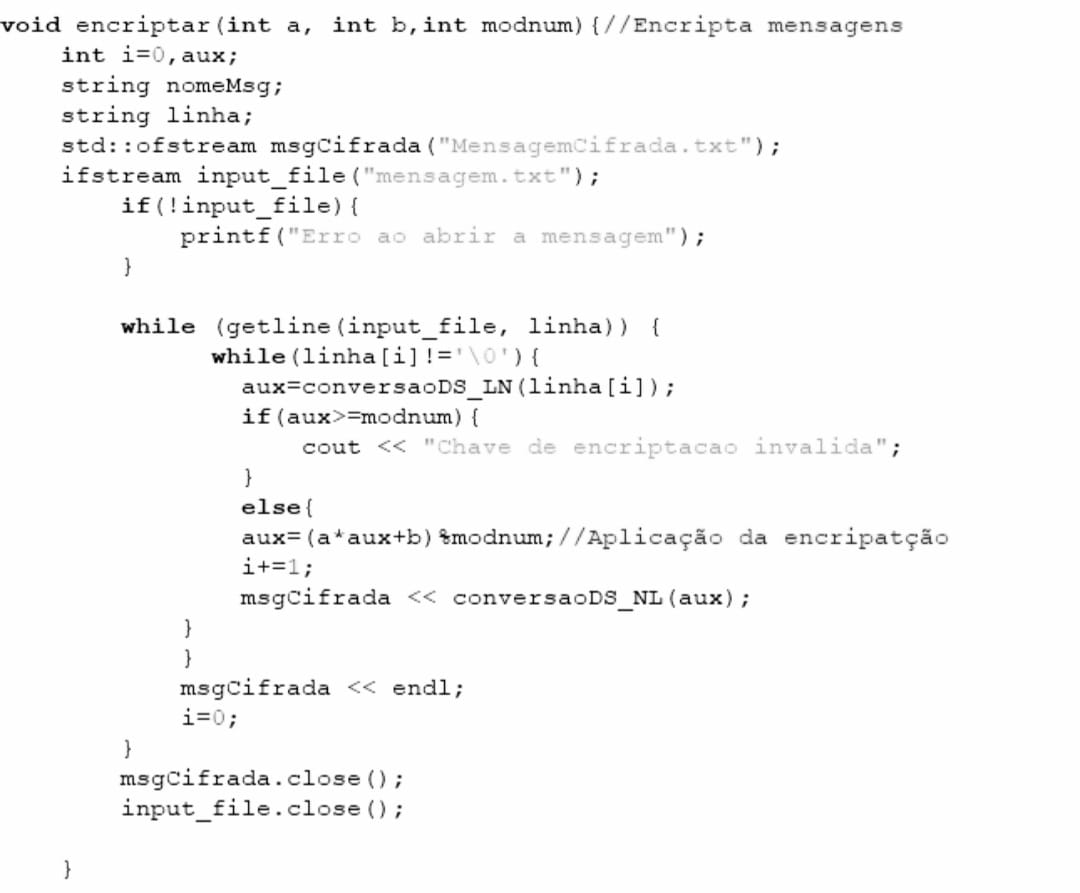 void encriptar(int a, int b,int modnum){//Encripta mensagens
int i=0,aux;
string nomeMsg;
string linha;
std::ofstream msgCifrada("MensagemCifrada.txt");
ifstream input_file("mensagem.txt");
if(!input_file){
printf("Erro ao abrir a mensagem");
}
while (getline(input_file, linha)) {
while(linha[i]!='\0'){
aux=conversaoDS_LN(linha[i]);
if(aux>=modnum){
cout << "Chave de encriptacao invalida";
}
else{
aux=(a*aux+b)%modnum;//Aplicação da encripatção
i+=1;
msgCifrada << conversaoDS_NL(aux);
}
}
msgCifrada << endl;
i=0;
}
msgCifrada.close();
input_file.close();
}